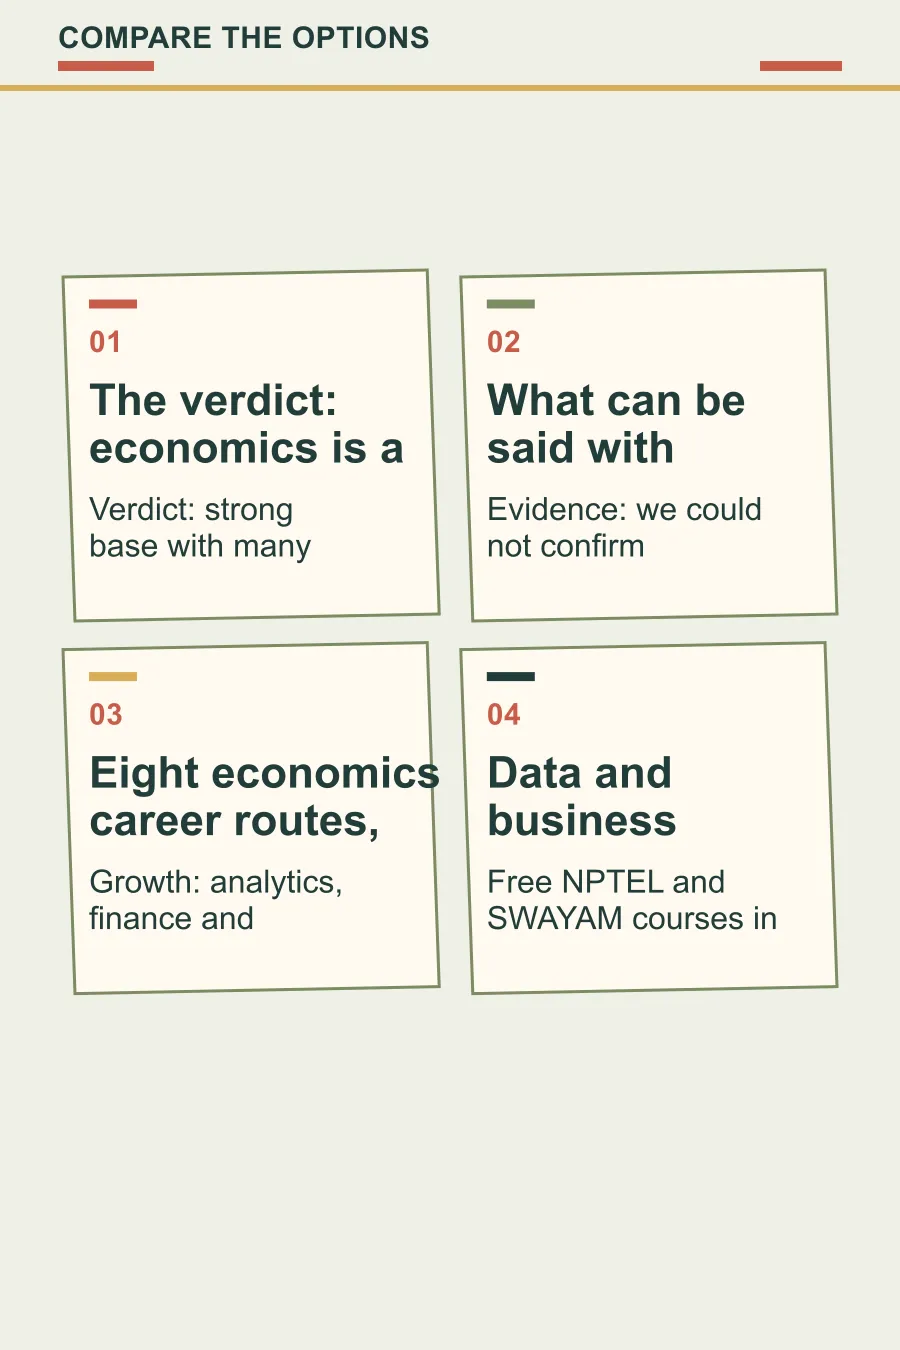 COMPARE THE OPTIONS
01
The verdict:
economics is a
Verdict: strong
base with many
02
What can be
said with
Evidence: we could
not confirm
03
Eight economics
career routes,
Growth: analytics,
finance and
04
Data and
business
Free NPTEL and
SWAYAM courses in